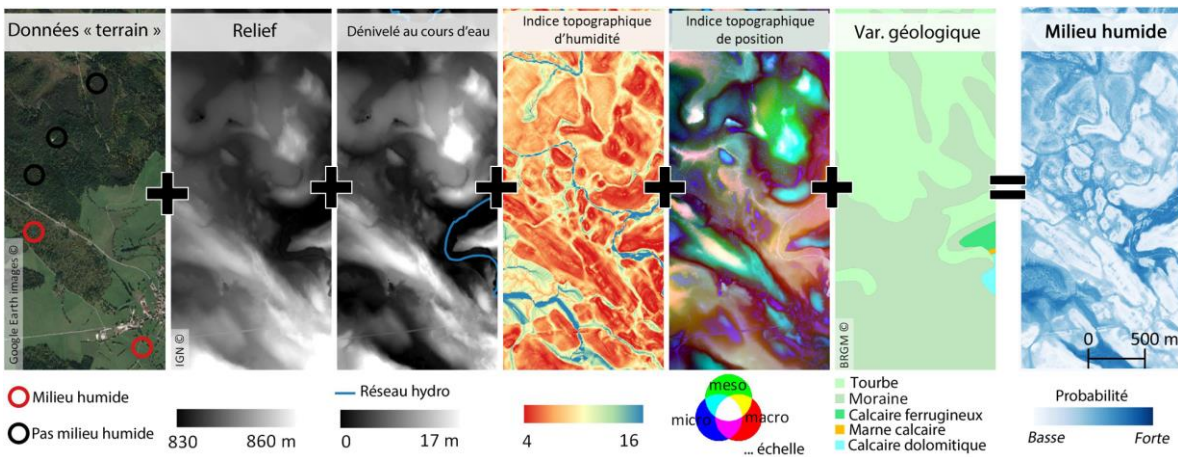 Données « terrain »
Relief
Dénivelé au cours d'eau
Indice topographique
d'humidité
Indice topographique
de position
Var. géologique
Milieu humide
+
+
+
+
+
=
Google Earth images ©
IGN ©
BRGM ©
0 500 m
Milieu humide
Pas milieu humide
830 860 m
Réseau hydro
0 17 m
4 16
meso
micro macro
... échelle
Tourbe
Moraine
Calcaire ferrugineux
Marne calcaire
Calcaire dolomitique
Probabilité
Basse Forte